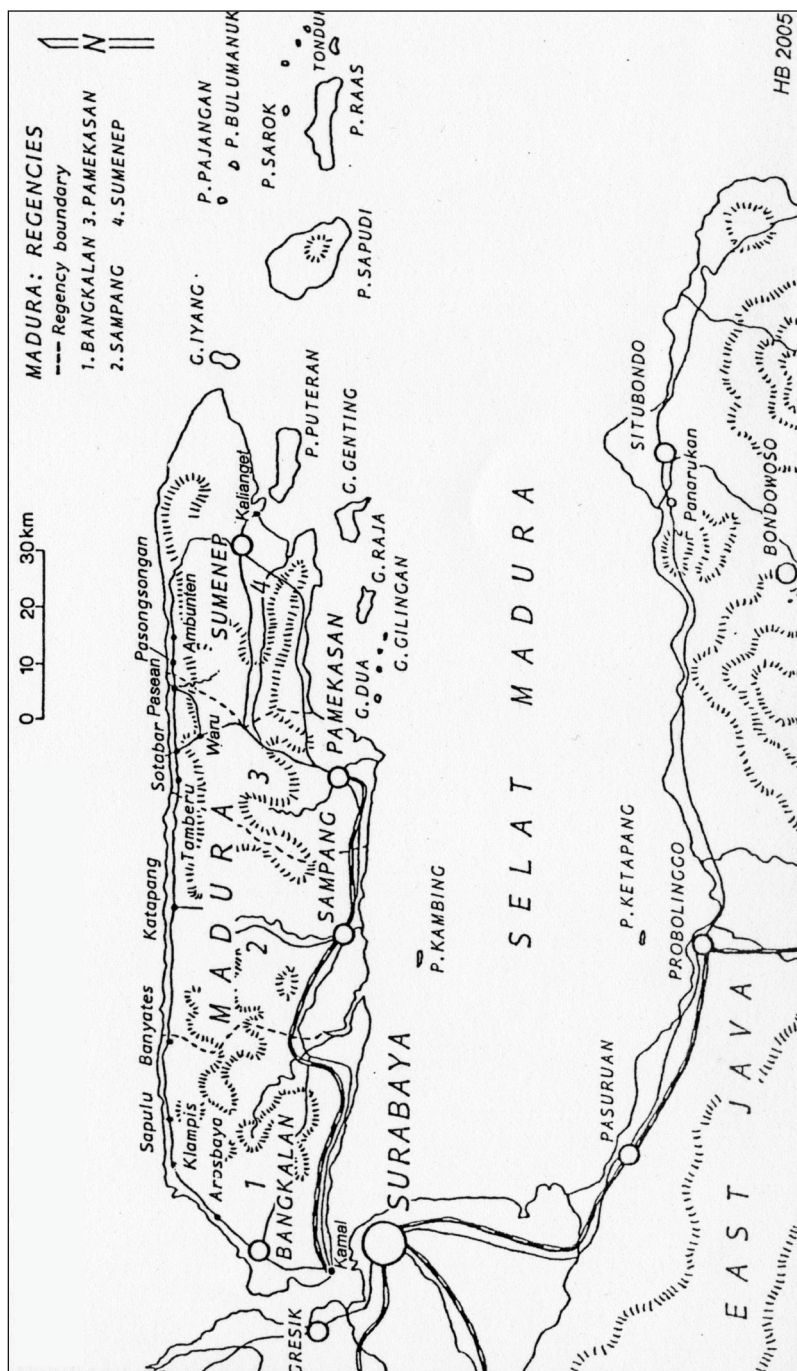 N
MADURA: REGENCIES
Regency boundary
1. BANGKALAN 3. PAMEKASAN
2. SAMPANG 4. SUMENEP
0 10 20 30 km
Sapulu
Banyates
Katapang
Sotabar
Pasean
Pasongsongan
Klampis
Arosbaya
Tamberu
Waru
Ambunten
MADURA
1
2
3
4
BANGKALAN
SAMPANG
PAMEKASAN
SUMENEP
Kalianget
Kamal
G. IYANG
P. PUTERAN
G. GENTING
G. RAJA
G. GILINGAN
G. DUA
P. PAJANGAN
P. BULUMANUK
P. SAROK
TONDUK
P. RAAS
P. SAPUDI
P. KAMBING
GRESIK
SURABAYA
SELAT MADURA
P. KETAPANG
PASURUAN
PROBOLINGGO
SITUBONDO
Panarukan
BONDOWOSO
EAST JAVA
HB 2005